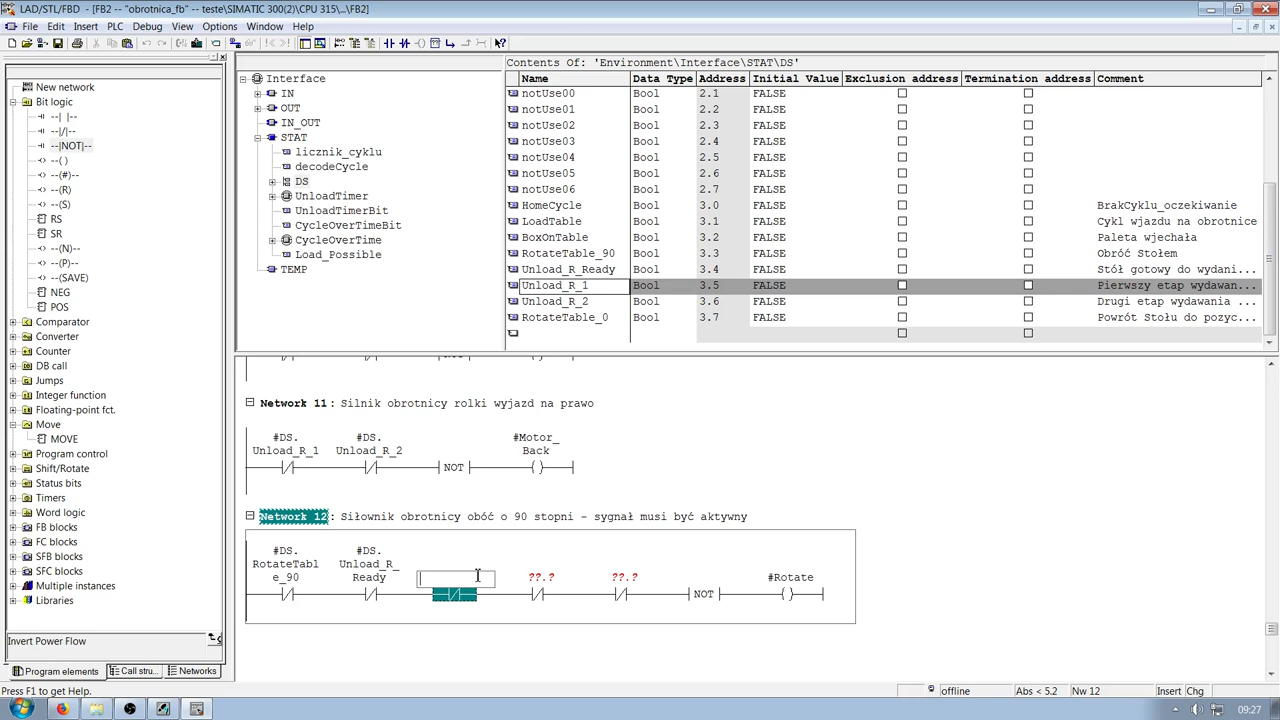 LAD/STL/FBD - [FB2 -- "obrotnica_fb" -- teste\SIMATIC 300(2)\CPU 315\...\FB2]
File Edit Insert PLC Debug View Options Window Help
New network
Bit logic
--| |--
--|/|--
--|NOT|--
--( )
--(#)--
--(R)
--(S)
RS
SR
--(N)--
--(P)--
--(SAVE)
NEG
POS
Comparator
Converter
Counter
DB call
Jumps
Integer function
Floating-point fct.
Move
MOVE
Program control
Shift/Rotate
Status bits
Timers
Word logic
FB blocks
FC blocks
SFB blocks
SFC blocks
Multiple instances
Libraries
Invert Power Flow
Program elements Call stru... Networks
Interface
IN
OUT
IN_OUT
STAT
licznik_cyklu
decodeCycle
DS
UnloadTimer
UnloadTimerBit
CycleOverTimeBit
CycleOverTime
Load_Possible
TEMP
Contents Of: 'Environment\Interface\STAT\DS'
Name Data Type Address Initial Value Exclusion address Termination address Comment
notUse00 Bool 2.1 FALSE
notUse01 Bool 2.2 FALSE
notUse02 Bool 2.3 FALSE
notUse03 Bool 2.4 FALSE
notUse04 Bool 2.5 FALSE
notUse05 Bool 2.6 FALSE
notUse06 Bool 2.7 FALSE
HomeCycle Bool 3.0 FALSE BrakCyklu_oczekiwanie
LoadTable Bool 3.1 FALSE Cykl wjazdu na obrotnice
BoxOnTable Bool 3.2 FALSE Paleta wjechała
RotateTable_90 Bool 3.3 FALSE Obróć Stołem
Unload_R_Ready Bool 3.4 FALSE Stół gotowy do wydani...
Unload_R_1 Bool 3.5 FALSE Pierwszy etap wydawan...
Unload_R_2 Bool 3.6 FALSE Drugi etap wydawania ...
RotateTable_0 Bool 3.7 FALSE Powrót Stołu do pozyc...
NOT
Network 11 : Silnik obrotnicy rolki wyjazd na prawo
#DS. #DS. #Motor_
Unload_R_1 Unload_R_2 Back
NOT
Network 12 : Siłownik obrotnicy obóć o 90 stopni - sygnał musi być aktywny
#DS. #DS.
RotateTabl Unload_R_
e_90 Ready ??.? ??.? #Rotate
NOT
Press F1 to get Help. offline Abs < 5.2 Nw 12 Insert Chg
09:27